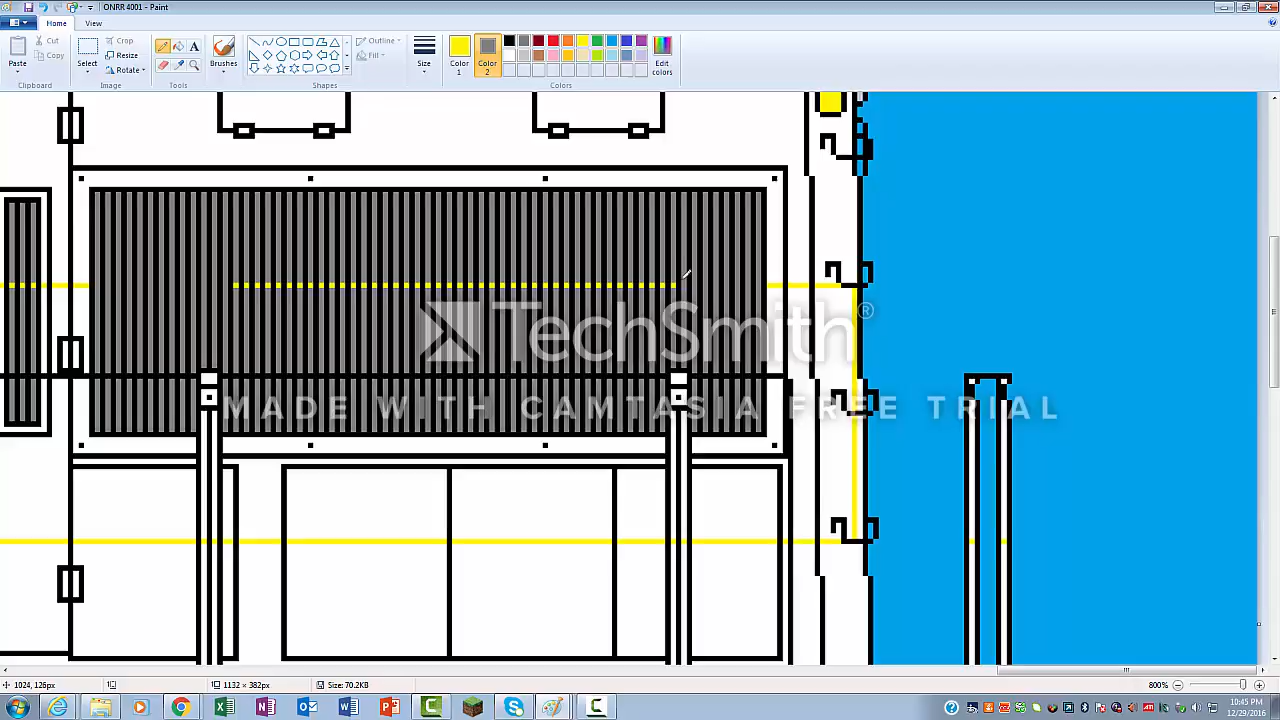 ONRR 4001 - Paint
Home View
Paste Cut Copy Clipboard
Select Crop Resize Rotate Image
A Tools
Brushes
Outline Fill Shapes
Size
Color 1 Color 2 Edit colors Colors
TechSmith®
MADE WITH CAMTASIA FREE TRIAL
1024, 126px 1132 × 382px Size: 70.2KB 800%
10:45 PM
12/29/2016